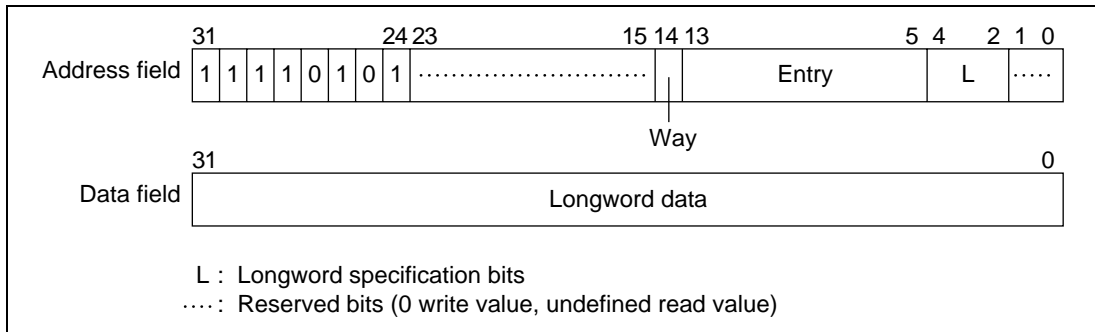 31 24 23 15 14 13 5 4 2 1 0
Address field 1 1 1 1 0 1 0 1 ........................... Entry L .....
Way
31 0
Data field Longword data
L : Longword specification bits
.... : Reserved bits (0 write value, undefined read value)